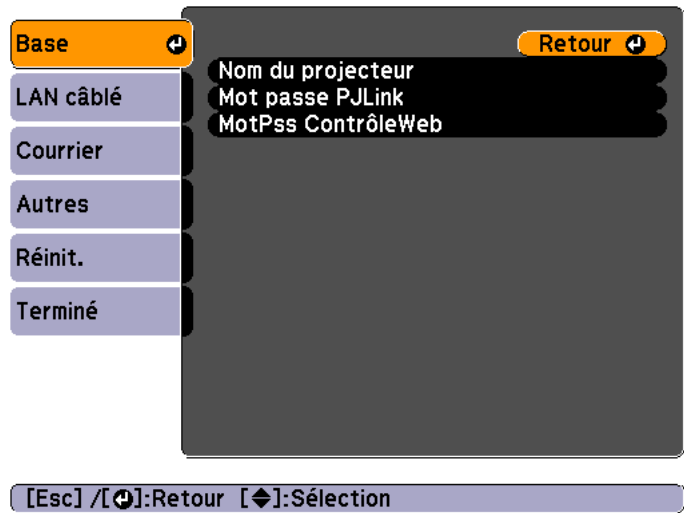 Base
Retour
Nom du projecteur
Mot passe PJLink
MotPss ContrôleWeb
LAN câblé
Courrier
Autres
Réinit.
Terminé
[Esc] /[⏎]:Retour [◆]:Sélection